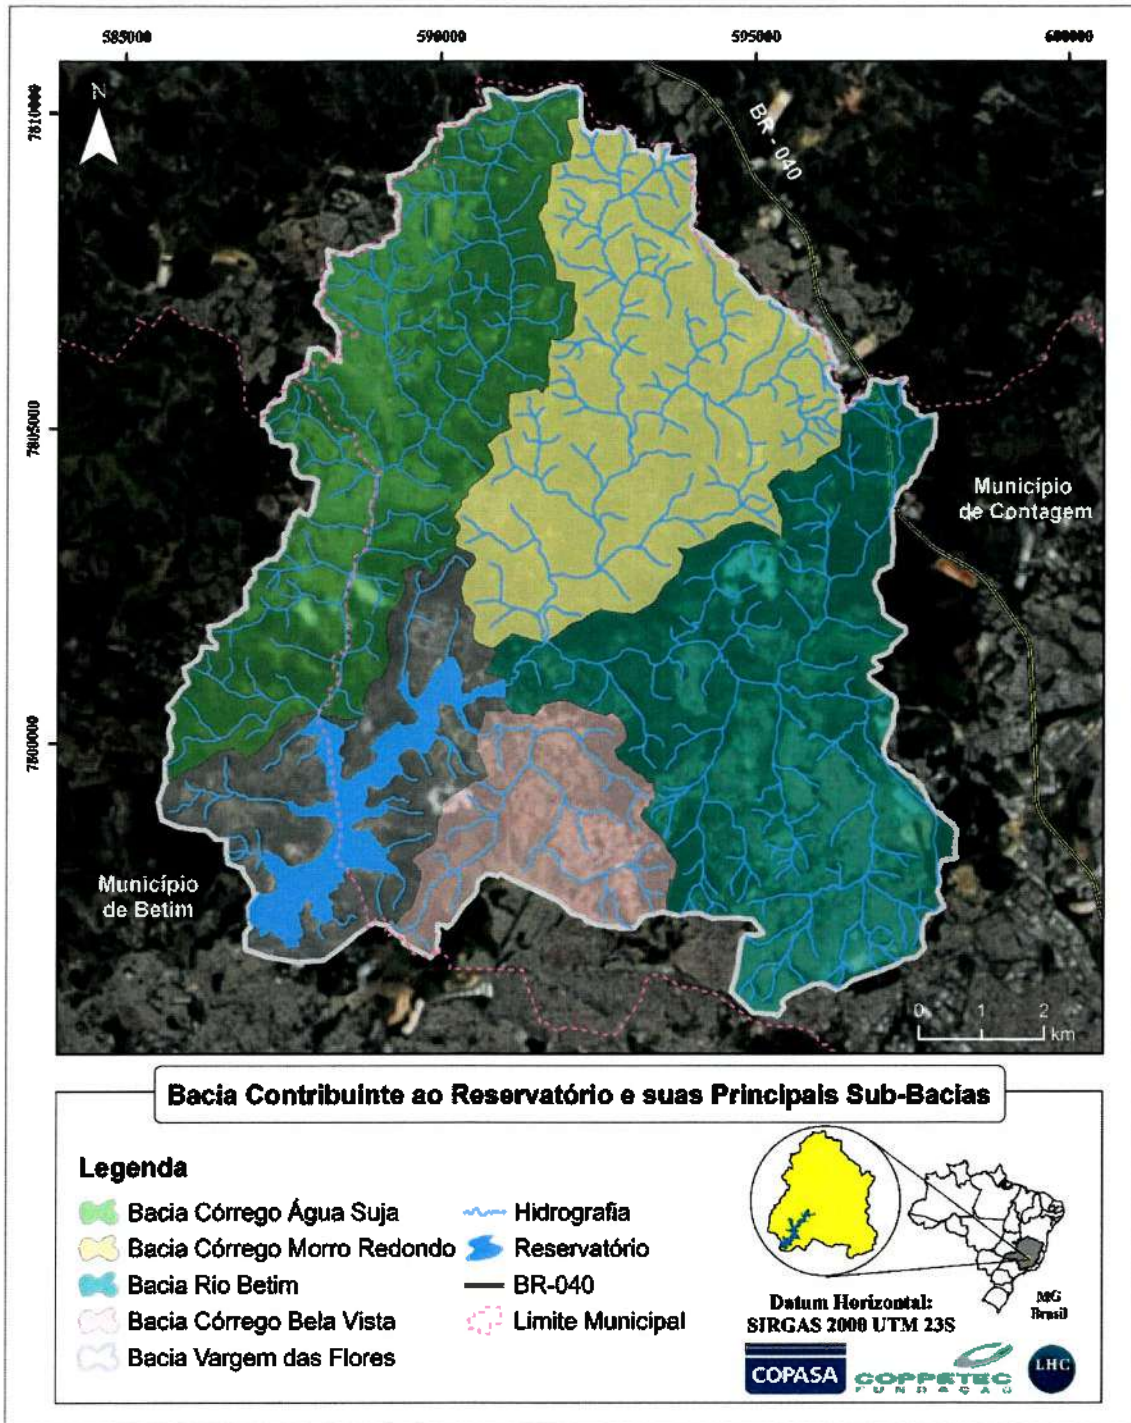 585000 590000 595000 600000
N
7810000
7805000
7800000
BR - 040
Município
de Contagem
Município
de Betim
0 1 2
km
Bacia Contribuinte ao Reservatório e suas Principais Sub-Bacias
Legenda
Bacia Córrego Água Suja
Bacia Córrego Morro Redondo
Bacia Rio Betim
Bacia Córrego Bela Vista
Bacia Vargem das Flores
Hidrografia
Reservatório
BR-040
Limite Municipal
MG
Brasil
Datum Horizontal:
SIRGAS 2000 UTM 23S
COPASA
COPPETEC
FUNDAÇÃO
LHC